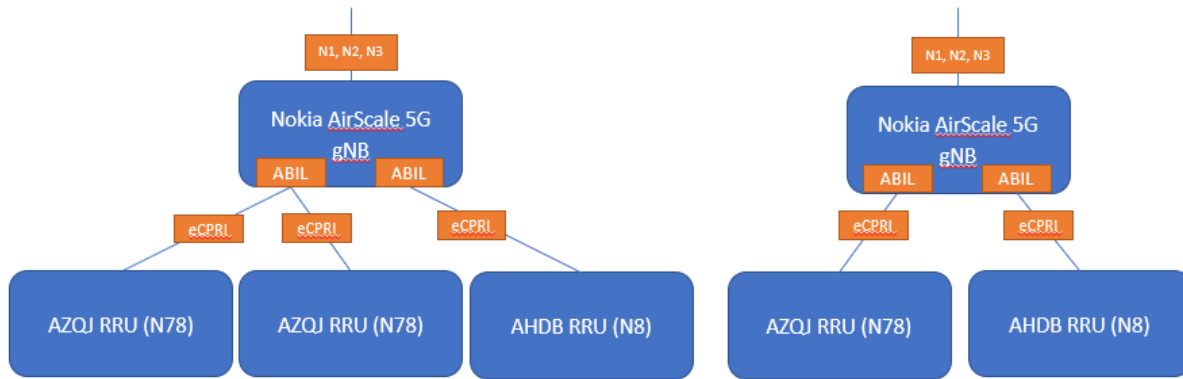 N1, N2, N3
Nokia AirScale 5G
gNB
ABIL
ABIL
eCPRI
eCPRI
eCPRI
AZQJ RRU (N78)
AZQJ RRU (N78)
AHDB RRU (N8)
N1, N2, N3
Nokia AirScale 5G
gNB
ABIL
ABIL
eCPRI
eCPRI
AZQJ RRU (N78)
AHDB RRU (N8)